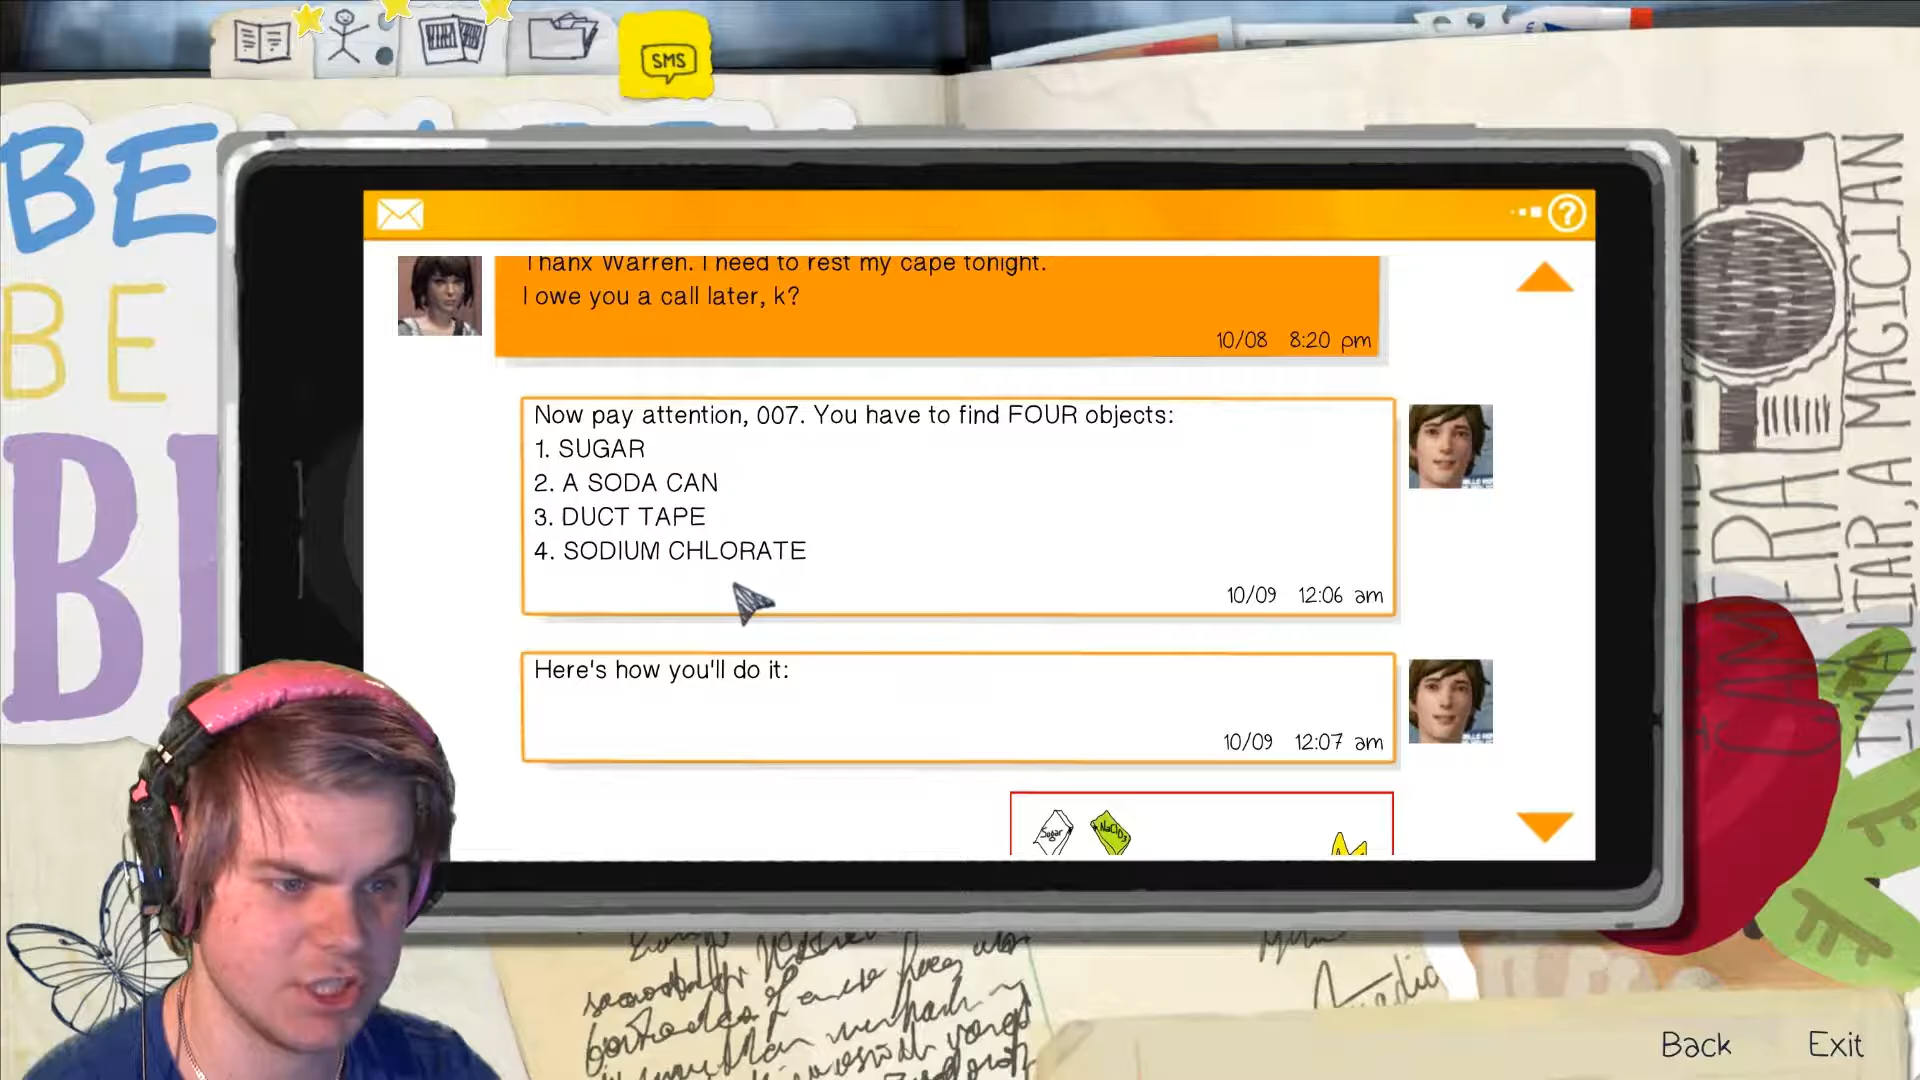 SMS
BE
BE
Thanx Warren. I need to rest my cape tonight.
I owe you a call later, k?
10/08 8:20 pm
Now pay attention, 007. You have to find FOUR objects:
1. SUGAR
2. A SODA CAN
3. DUCT TAPE
4. SODIUM CHLORATE
10/09 12:06 am
Here's how you'll do it:
10/09 12:07 am
Sugar
NaClO3
CAMERA
LIAR, A MAGICIAN
Back
Exit